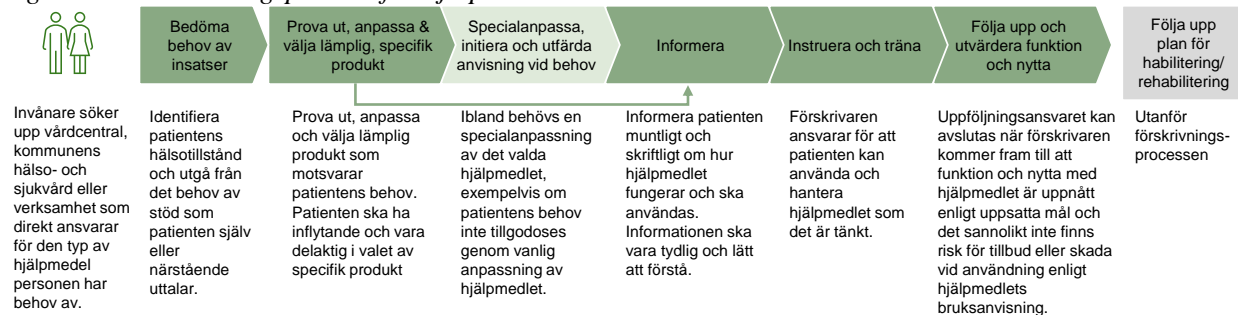 Bedöma
behov av
insatser
Prova ut, anpassa &
välja lämplig, specifik
produkt
Specialanpassa,
initiera och utfärda
anvisning vid behov
Informera
Instruera och träna
Följa upp och
utvärdera funktion
och nytta
Följa upp
plan för
habilitering/
rehabilitering
Invånare söker
upp vårdcentral,
kommunens
hälso- och
sjukvård eller
verksamhet som
direkt ansvarar
för den typ av
hjälpmedel
personen har
behov av.
Identifiera
patientens
hälsotillstånd
och utgå från
det behov av
stöd som
patienten själv
eller
närstående
uttalar.
Prova ut, anpassa
och välja lämplig
produkt som
motsvarar
patientens behov.
Patienten ska ha
inflytande och vara
delaktig i valet av
specifik produkt
Ibland behövs en
specialanpassning
av det valda
hjälpmedlet,
exempelvis om
patientens behov
inte tillgodoses
genom vanlig
anpassning av
hjälpmedlet.
Informera patienten
muntligt och
skriftligt om hur
hjälpmedlet
fungerar och ska
användas.
Informationen ska
vara tydlig och lätt
att förstå.
Förskrivaren
ansvarar för att
patienten kan
använda och
hantera
hjälpmedlet som
det är tänkt.
Uppföljningsansvaret kan
avslutas när förskrivaren
kommer fram till att
funktion och nytta med
hjälpmedlet är uppnått
enligt uppsatta mål och
det sannolikt inte finns
risk för tillbud eller skada
vid användning enligt
hjälpmedlets
bruksanvisning.
Utanför
förskrivnings-
processen